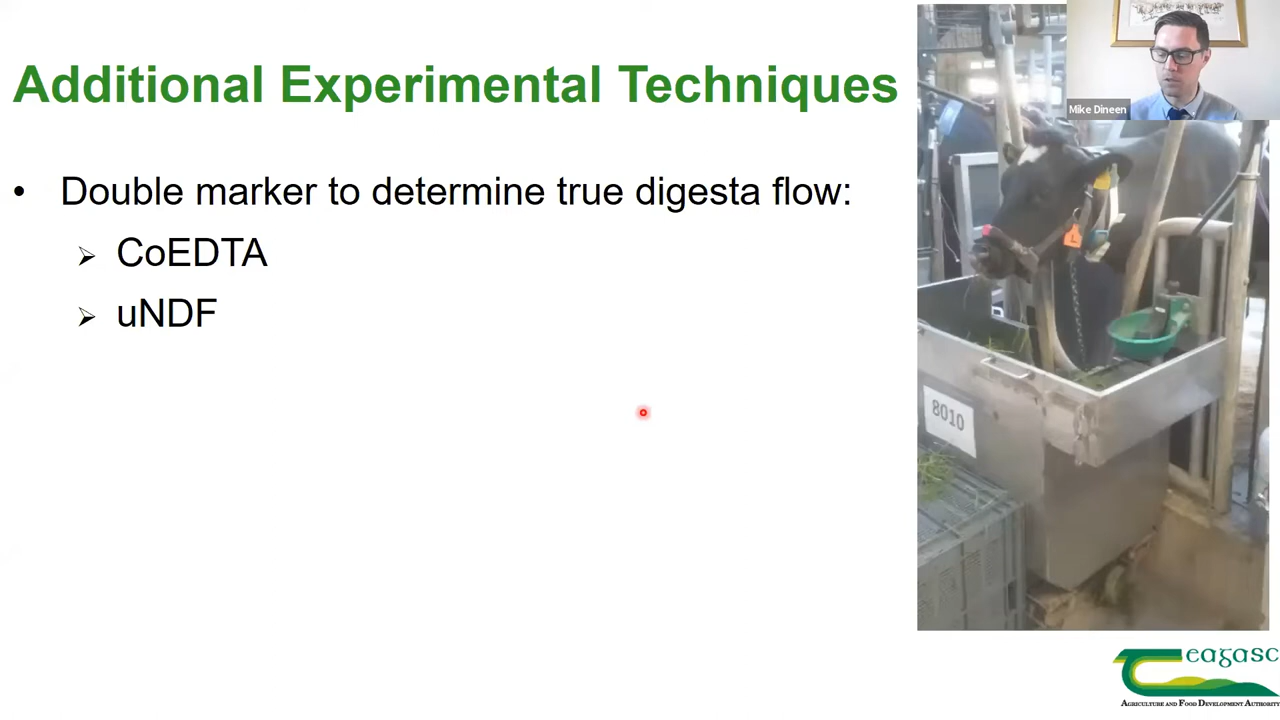 Additional Experimental Techniques
Mike Dineen
• Double marker to determine true digesta flow:
➢ CoEDTA
➢ uNDF
L
8010
eagasc
AGRICULTURE AND FOOD DEVELOPMENT AUTHORITY